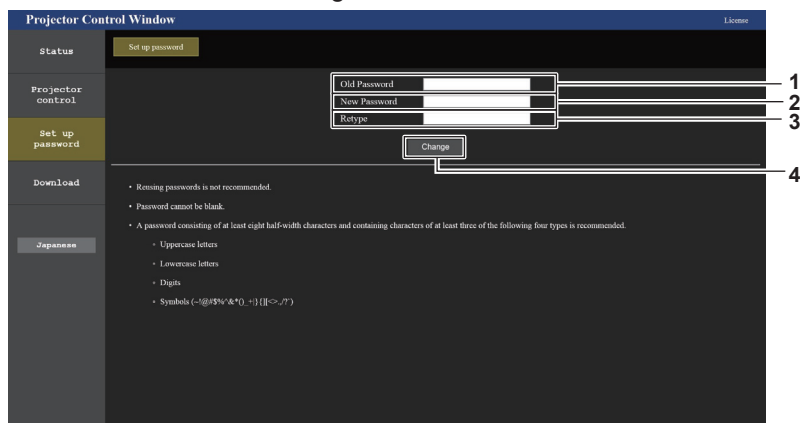 Projector Control Window
License
Status
Set up password
Projector
control
Set up
password
Download
Japanese
Old Password
1
New Password
2
Retype
3
Change
4
• Reusing passwords is not recommended.
• Password cannot be blank.
• A password consisting of at least eight half-width characters and containing characters of at least three of the following four types is recommended.
Uppercase letters
Lowercase letters
Digits
Symbols (~!@#$%^&*()_+|}{][<>.,/?`)